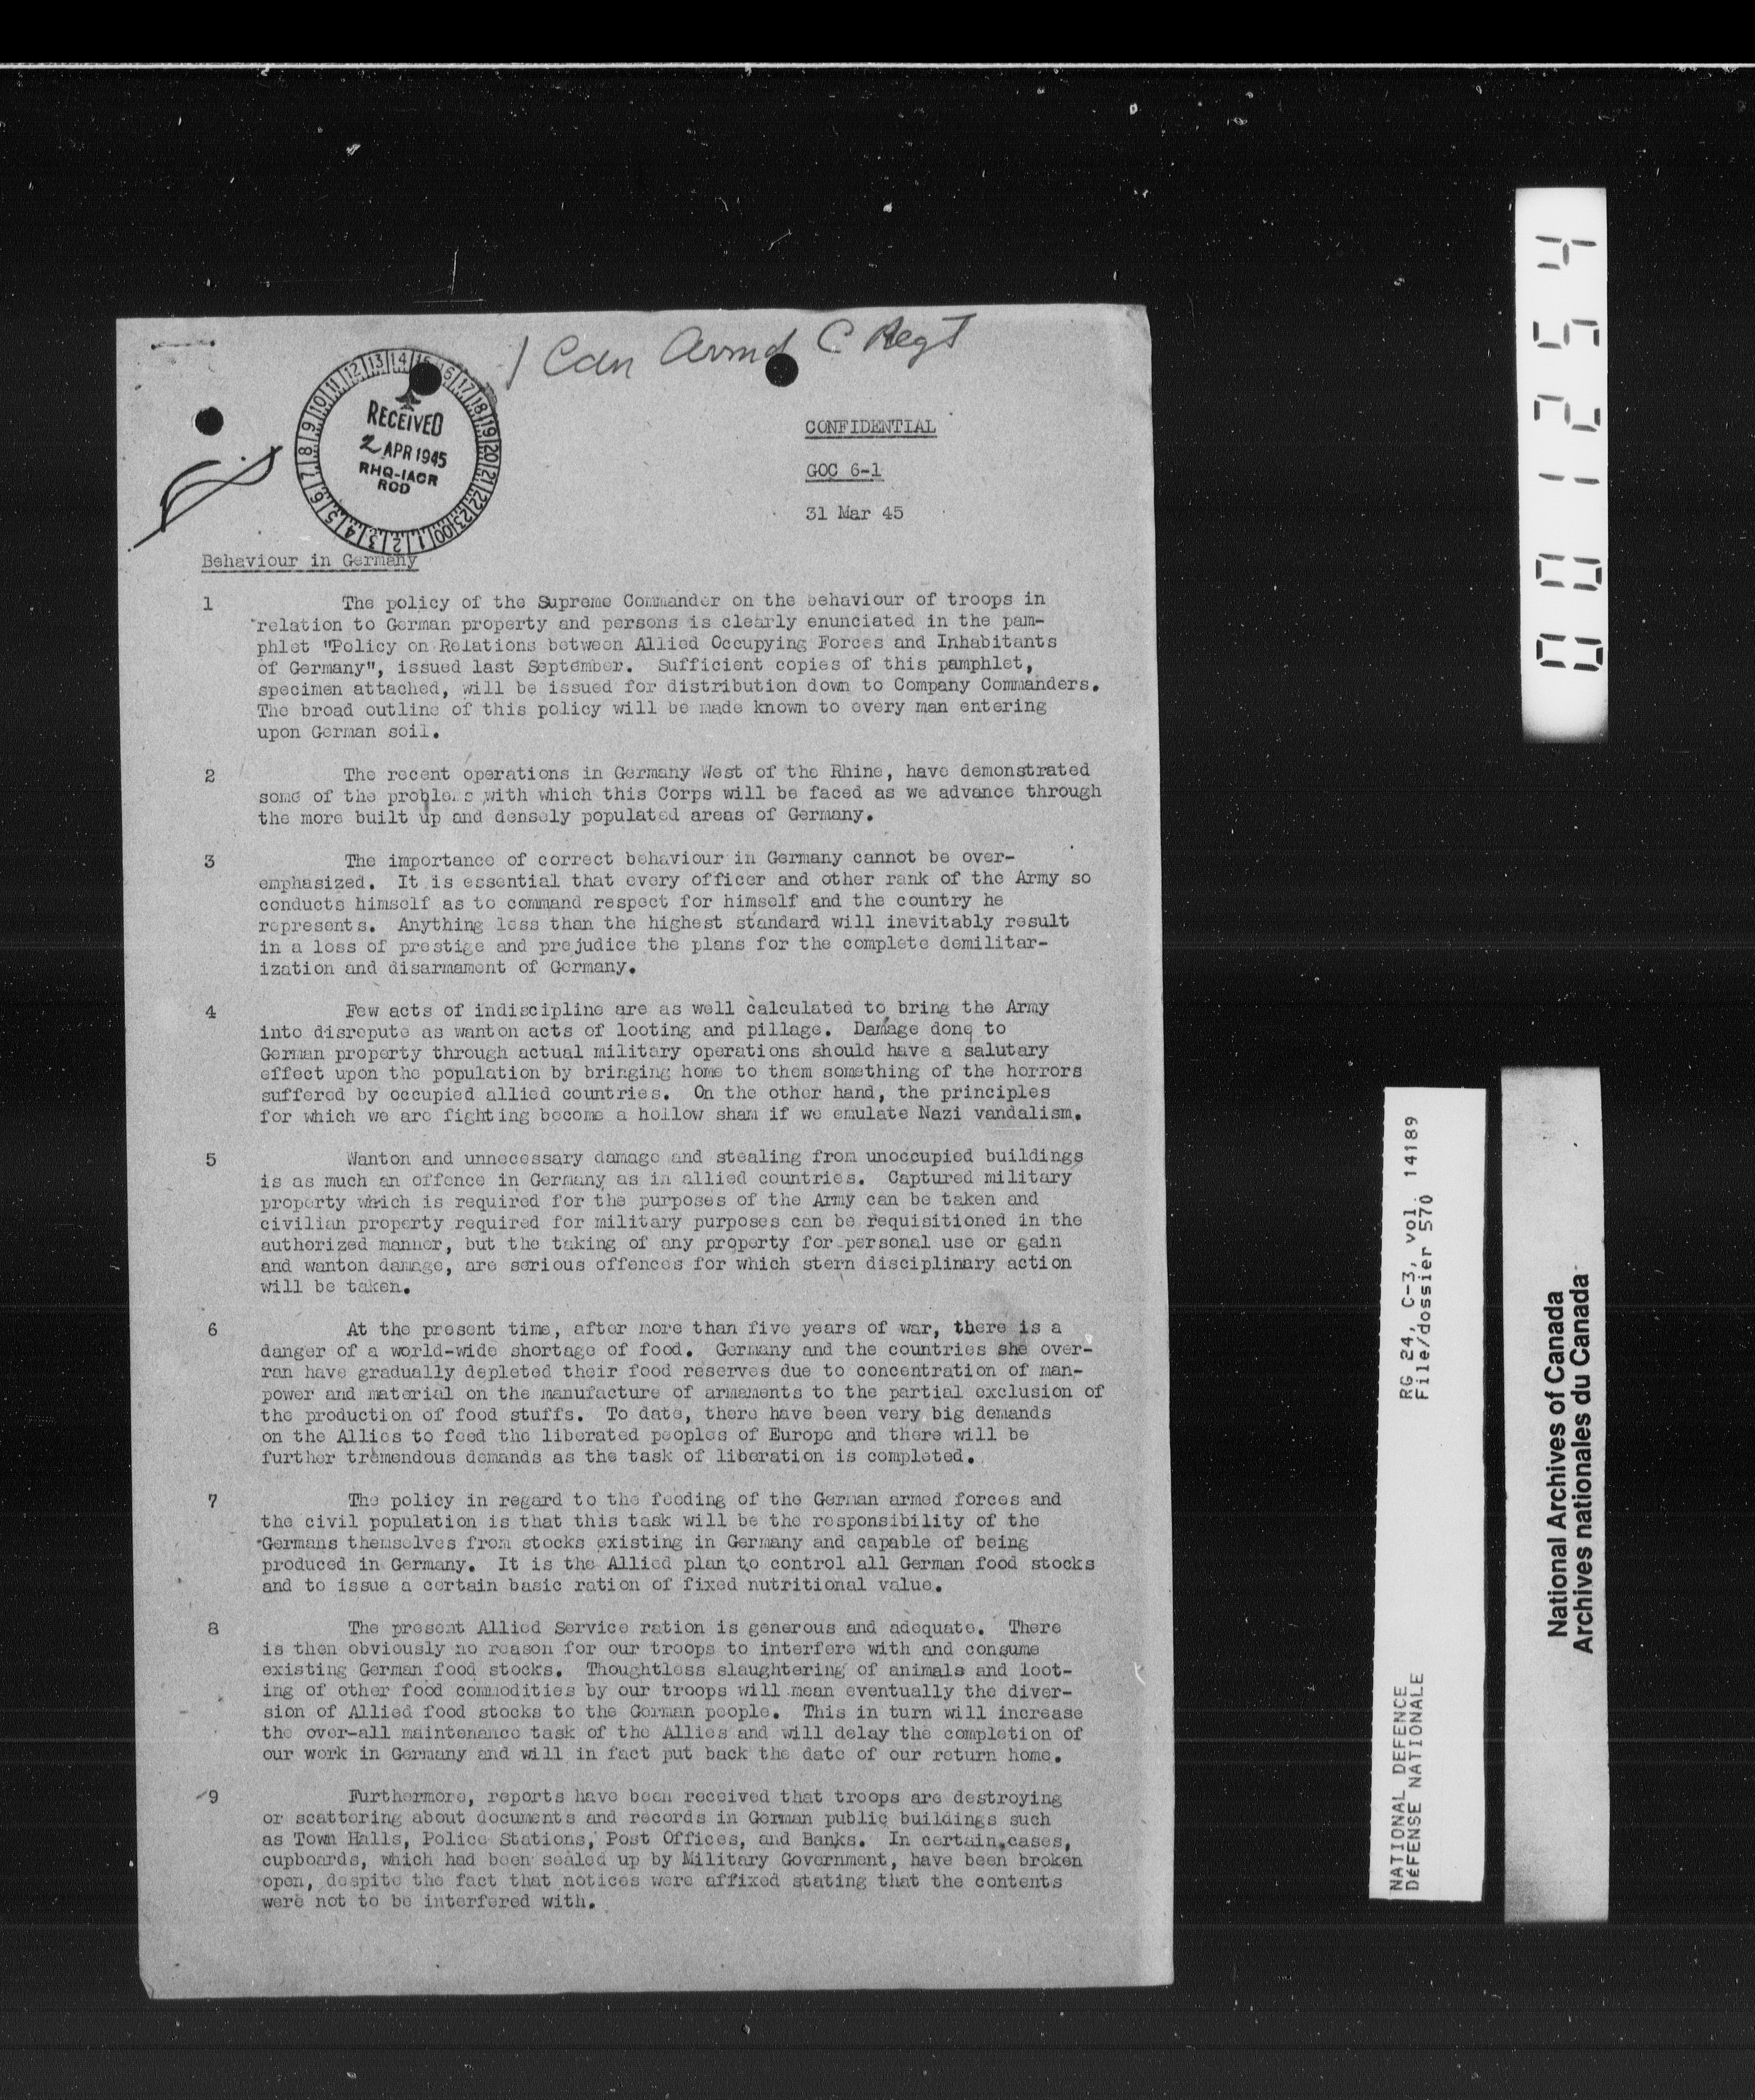 1 Cdn Armd C Regt
RECEIVED
2 APR 1945
RHQ-1ACR
ROD
CONFIDENTIAL
GOC 6-1
31 Mar 45
Behaviour in Germany
1 The policy of the Supreme Commander on the behaviour of troops in
relation to German property and persons is clearly enunciated in the pam-
phlet "Policy on Relations between Allied Occupying Forces and Inhabitants
of Germany", issued last September. Sufficient copies of this pamphlet,
specimen attached, will be issued for distribution down to Company Commanders.
The broad outline of this policy will be made known to every man entering
upon German soil.
2 The recent operations in Germany West of the Rhine, have demonstrated
some of the problems with which this Corps will be faced as we advance through
the more built up and densely populated areas of Germany.
3 The importance of correct behaviour in Germany cannot be over-
emphasized. It is essential that every officer and other rank of the Army so
conducts himself as to command respect for himself and the country he
represents. Anything less than the highest standard will inevitably result
in a loss of prestige and prejudice the plans for the complete demilitar-
ization and disarmament of Germany.
4 Few acts of indiscipline are as well calculated to bring the Army
into disrepute as wanton acts of looting and pillage. Damage done to
German property through actual military operations should have a salutary
effect upon the population by bringing home to them something of the horrors
suffered by occupied allied countries. On the other hand, the principles
for which we are fighting become a hollow sham if we emulate Nazi vandalism.
5 Wanton and unnecessary damage and stealing from unoccupied buildings
is as much an offence in Germany as in allied countries. Captured military
property which is required for the purposes of the Army can be taken and
civilian property required for military purposes can be requisitioned in the
authorized manner, but the taking of any property for personal use or gain
and wanton damage, are serious offences for which stern disciplinary action
will be taken.
6 At the present time, after more than five years of war, there is a
danger of a world-wide shortage of food. Germany and the countries she over-
ran have gradually depleted their food reserves due to concentration of man-
power and material on the manufacture of armaments to the partial exclusion of
the production of food stuffs. To date, there have been very big demands
on the Allies to feed the liberated peoples of Europe and there will be
further tremendous demands as the task of liberation is completed.
7 The policy in regard to the feeding of the German armed forces and
the civil population is that this task will be the responsibility of the
Germans themselves from stocks existing in Germany and capable of being
produced in Germany. It is the Allied plan to control all German food stocks
and to issue a certain basic ration of fixed nutritional value.
8 The present Allied Service ration is generous and adequate. There
is then obviously no reason for our troops to interfere with and consume
existing German food stocks. Thoughtless slaughtering of animals and loot-
ing of other food commodities by our troops will mean eventually the diver-
sion of Allied food stocks to the German people. This in turn will increase
the over-all maintenance task of the Allies and will delay the completion of
our work in Germany and will in fact put back the date of our return home.
9 Furthermore, reports have been received that troops are destroying
or scattering about documents and records in German public buildings such
as Town Halls, Police Stations, Post Offices, and Banks. In certain cases,
cupboards, which had been sealed up by Military Government, have been broken
open, despite the fact that notices were affixed stating that the contents
were not to be interfered with.
001254
NATIONAL DEFENCE RG 24, C-3, vol. 14189
DéFENSE NATIONALE File/dossier 570
National Archives of Canada
Archives nationales du Canada